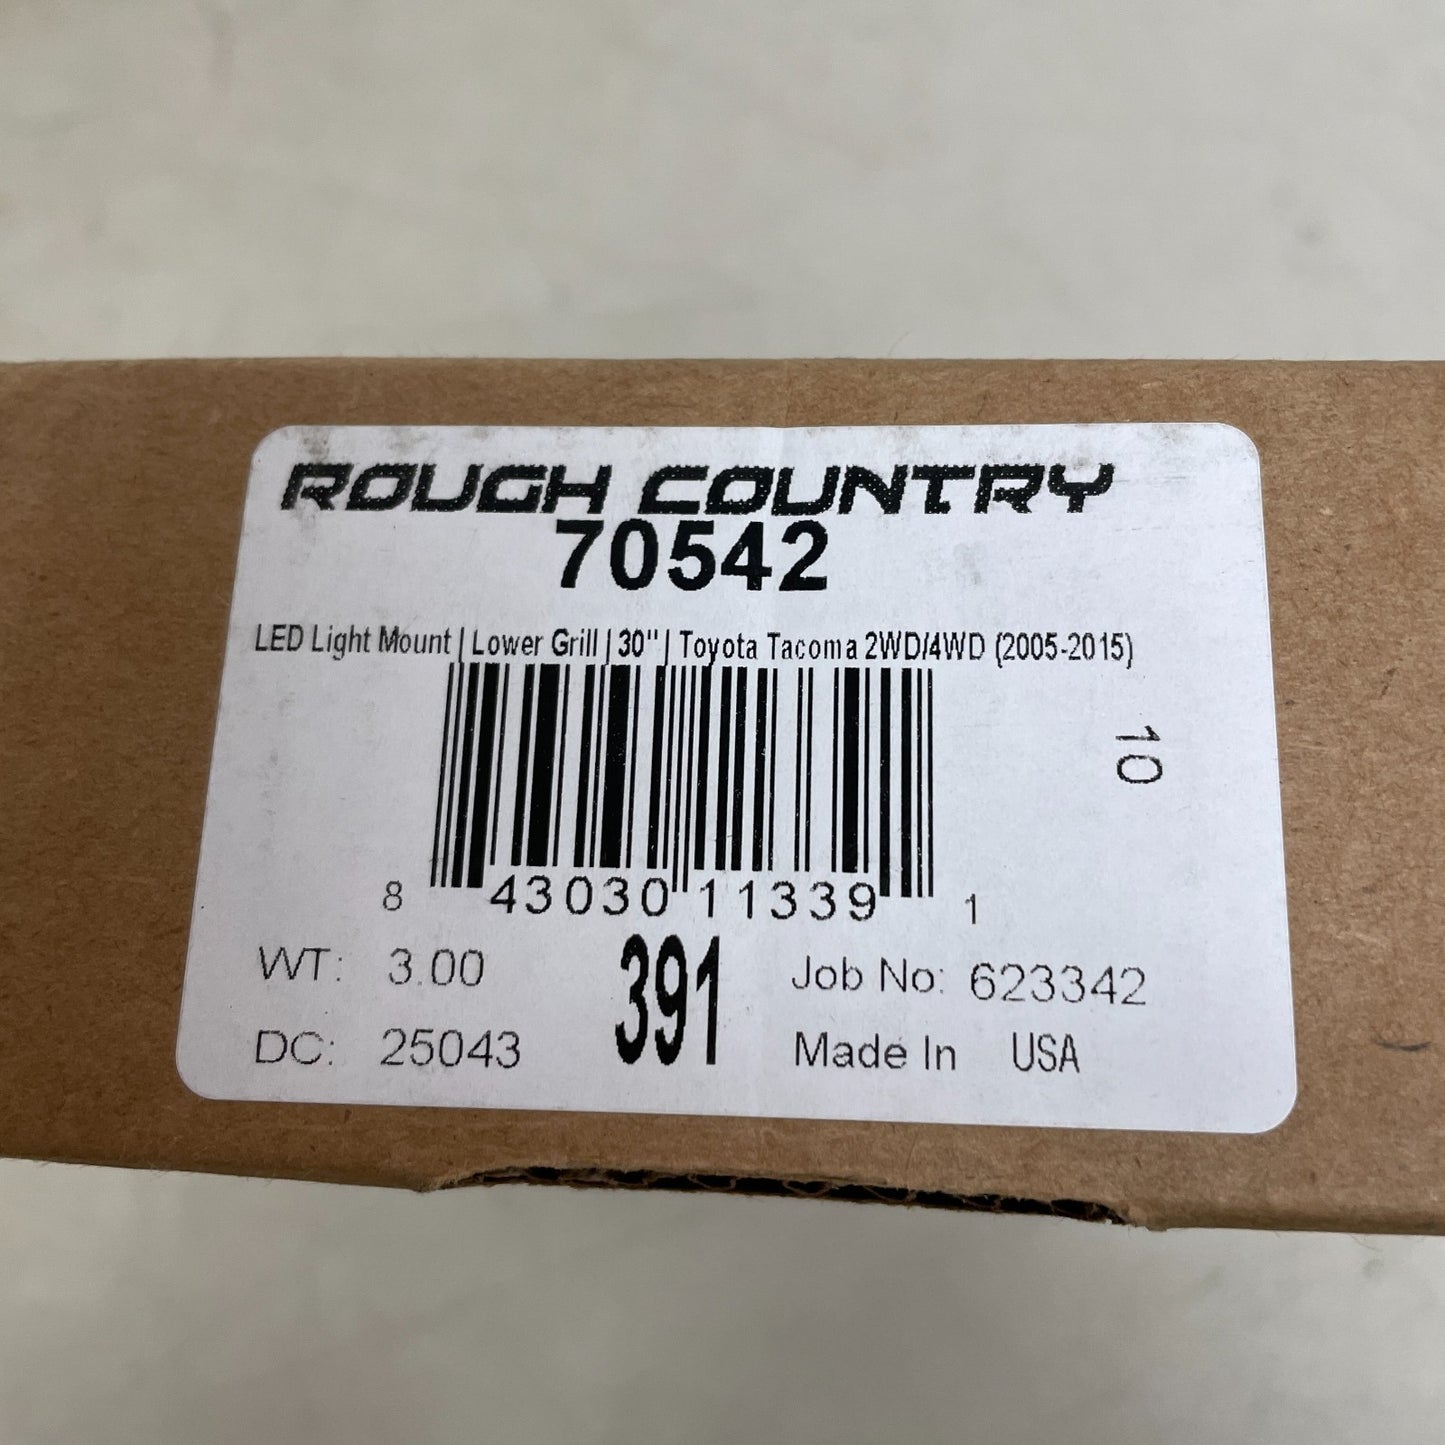 ROUGH COUNTRY
70542
LED Light Mount | Lower Grill | 30" | Toyota Tacoma 2WD/4WD (2005-2015)
10
8 43030 11339 1
WT: 3.00
391
Job No: 623342
DC: 25043
Made In USA